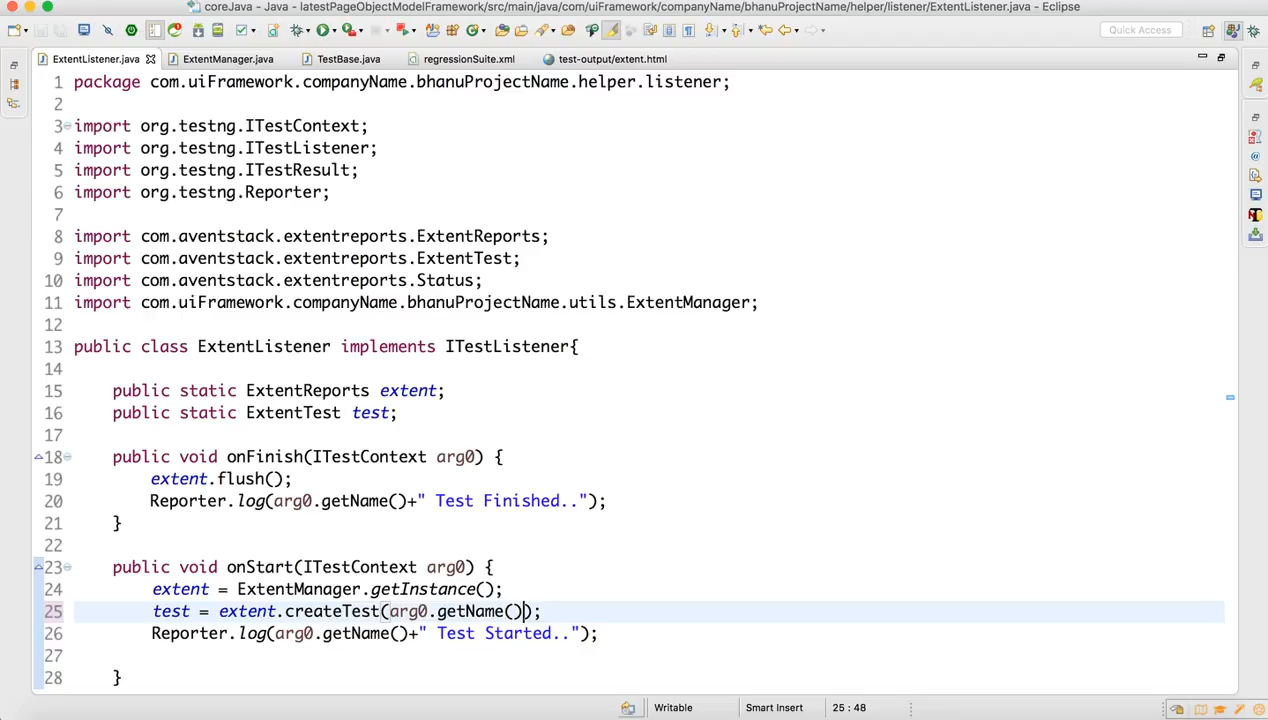 coreJava - Java - latestPageObjectModelFramework/src/main/java/com/uiFramework/companyName/bhanuProjectName/helper/listener/ExtentListener.java - Eclipse
Quick Access
ExtentListener.java
ExtentManager.java
TestBase.java
regressionSuite.xml
test-output/extent.html
1 package com.uiFramework.companyName.bhanuProjectName.helper.listener;
2
3 import org.testng.ITestContext;
4 import org.testng.ITestListener;
5 import org.testng.ITestResult;
6 import org.testng.Reporter;
7
8 import com.aventstack.extentreports.ExtentReports;
9 import com.aventstack.extentreports.ExtentTest;
10 import com.aventstack.extentreports.Status;
11 import com.uiFramework.companyName.bhanuProjectName.utils.ExtentManager;
12
13 public class ExtentListener implements ITestListener{
14
15 public static ExtentReports extent;
16 public static ExtentTest test;
17
18 public void onFinish(ITestContext arg0) {
19 extent.flush();
20 Reporter.log(arg0.getName()+" Test Finished..");
21 }
22
23 public void onStart(ITestContext arg0) {
24 extent = ExtentManager.getInstance();
25 test = extent.createTest(arg0.getName());
26 Reporter.log(arg0.getName()+" Test Started..");
27
28 }
Writable
Smart Insert
25 : 48